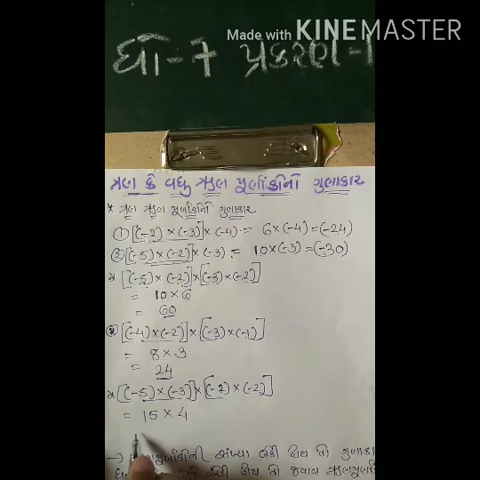 Made with KINEMASTER
ધો-7 પ્રકરણ-1
ત્રણ કે વધુ ઋણ પૂર્ણાંકોનો ગુણાકાર
* ત્રણ ઋણ પૂર્ણાંકોનો ગુણાકાર
① [(-2) × (-3)] × (-4) = 6 × (-4) = (-24)
② [(-5) × (-2)] × (-3) = 10 × (-3) = (-30)
* [(-5) × (-2)] × [(-3) × (-2)]
= 10 × 6
= 60
[(-4) × (-2)] × [(-3) × (-1)]
= 8 × 3
= 24
* [(-5) × (-3)] × [(-2) × (-2)]
= 15 × 4
=
→ સંખ્યા બેકી હોય તો
હોય તો જવાબ